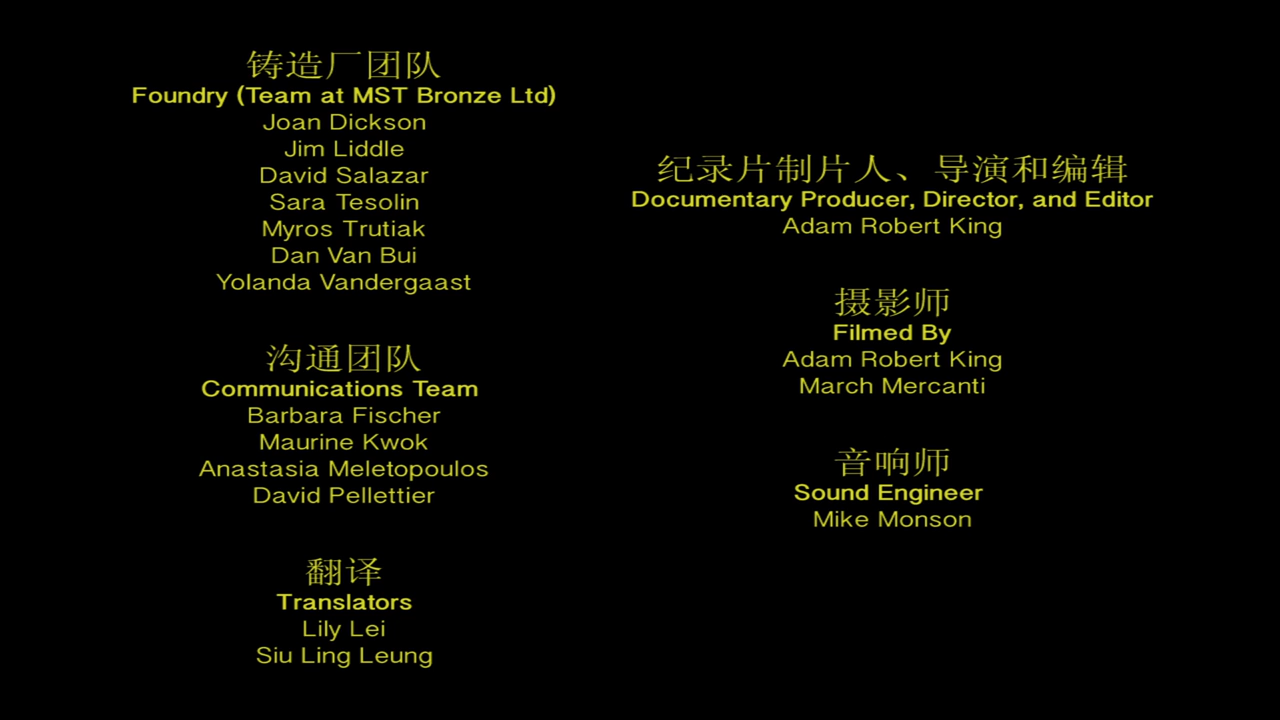 铸造厂团队
Foundry (Team at MST Bronze Ltd)
Joan Dickson
Jim Liddle
David Salazar
Sara Tesolin
Myros Trutiak
Dan Van Bui
Yolanda Vandergaast
沟通团队
Communications Team
Barbara Fischer
Maurine Kwok
Anastasia Meletopoulos
David Pellettier
翻译
Translators
Lily Lei
Siu Ling Leung
纪录片制片人、导演和编辑
Documentary Producer, Director, and Editor
Adam Robert King
摄影师
Filmed By
Adam Robert King
March Mercanti
音响师
Sound Engineer
Mike Monson